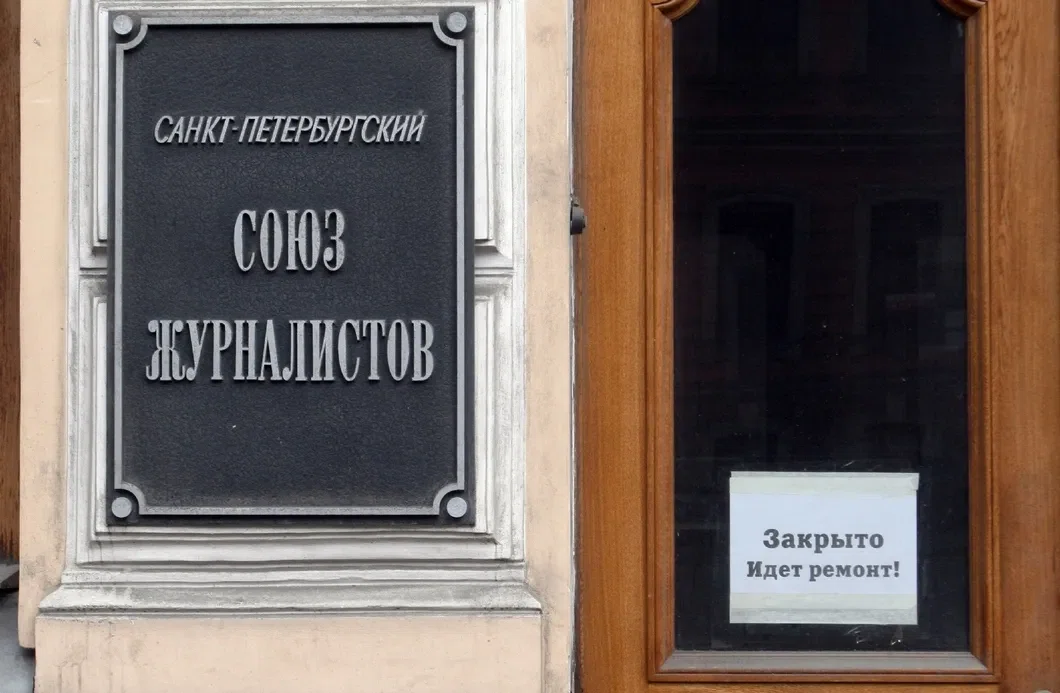 САНКТ-ПЕТЕРБУРГСКИЙ
СОЮЗ
ЖУРНАЛИСТОВ
Закрыто
Идет ремонт!